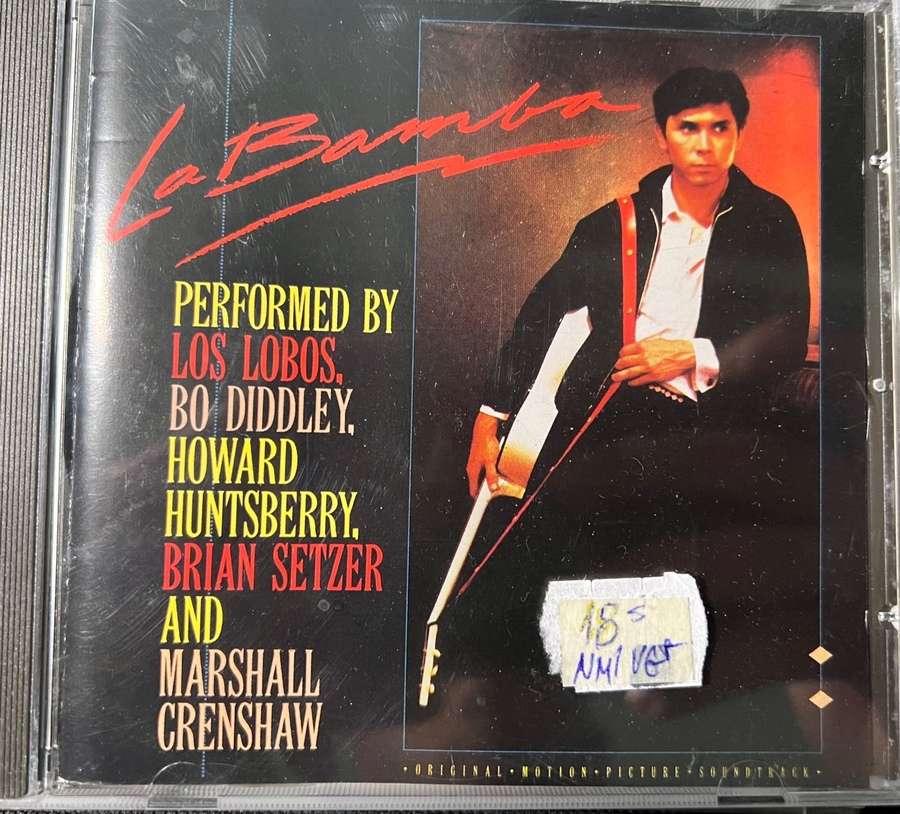 La Bamba
PERFORMED BY
LOS LOBOS,
BO DIDDLEY,
HOWARD
HUNTSBERRY,
BRIAN SETZER
AND
MARSHALL
CRENSHAW
18 s
NM/VG+
· ORIGINAL · MOTION · PICTURE · SOUNDTRACK ·